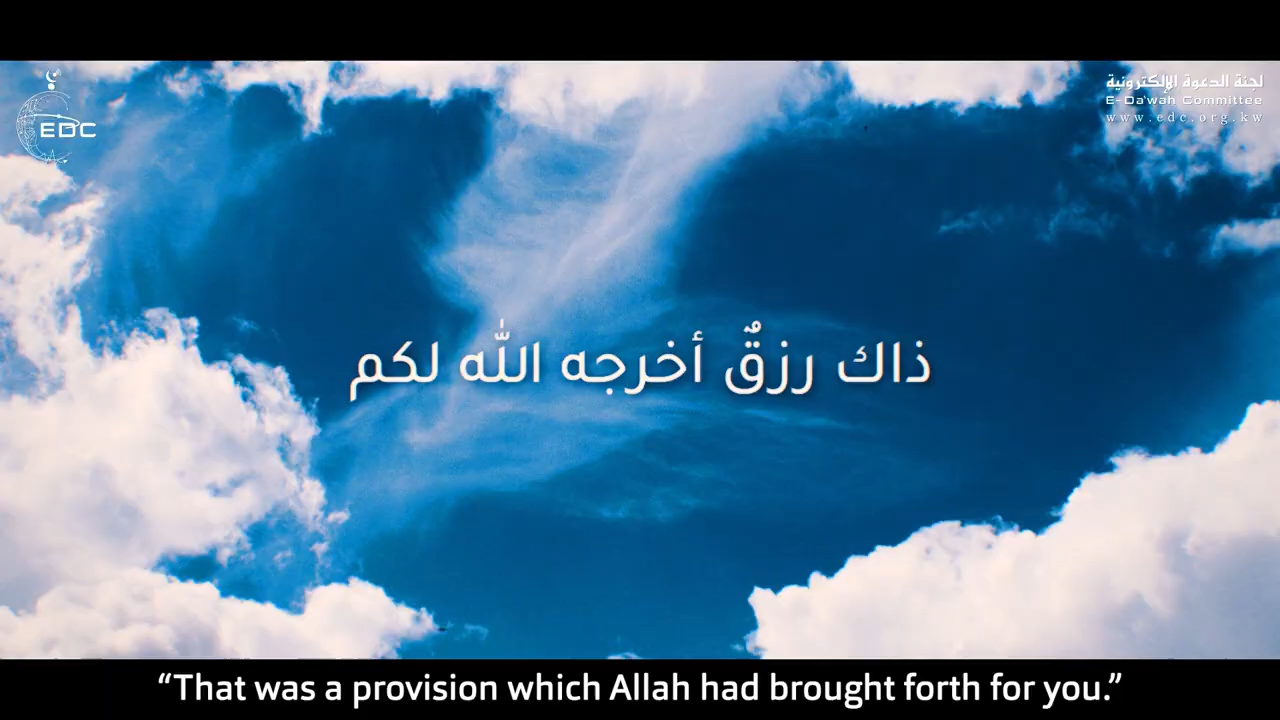 EDC
لجنة الدعوة الإلكترونية
E-Da'wah Committee
www.edc.org.kw
ذاك رزقٌ أخرجه الله لكم
“That was a provision which Allah had brought forth for you.”